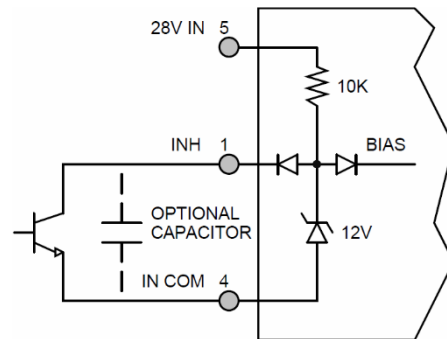 28V IN 5
10K
INH 1
BIAS
OPTIONAL
CAPACITOR
12V
IN COM 4